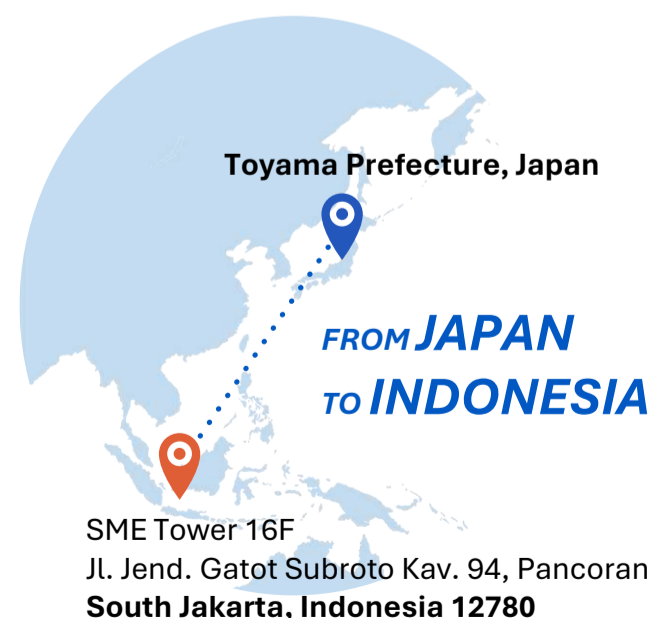 Toyama Prefecture, Japan
FROM JAPAN
TO INDONESIA
SME Tower 16F
Jl. Jend. Gatot Subroto Kav. 94, Pancoran
South Jakarta, Indonesia 12780